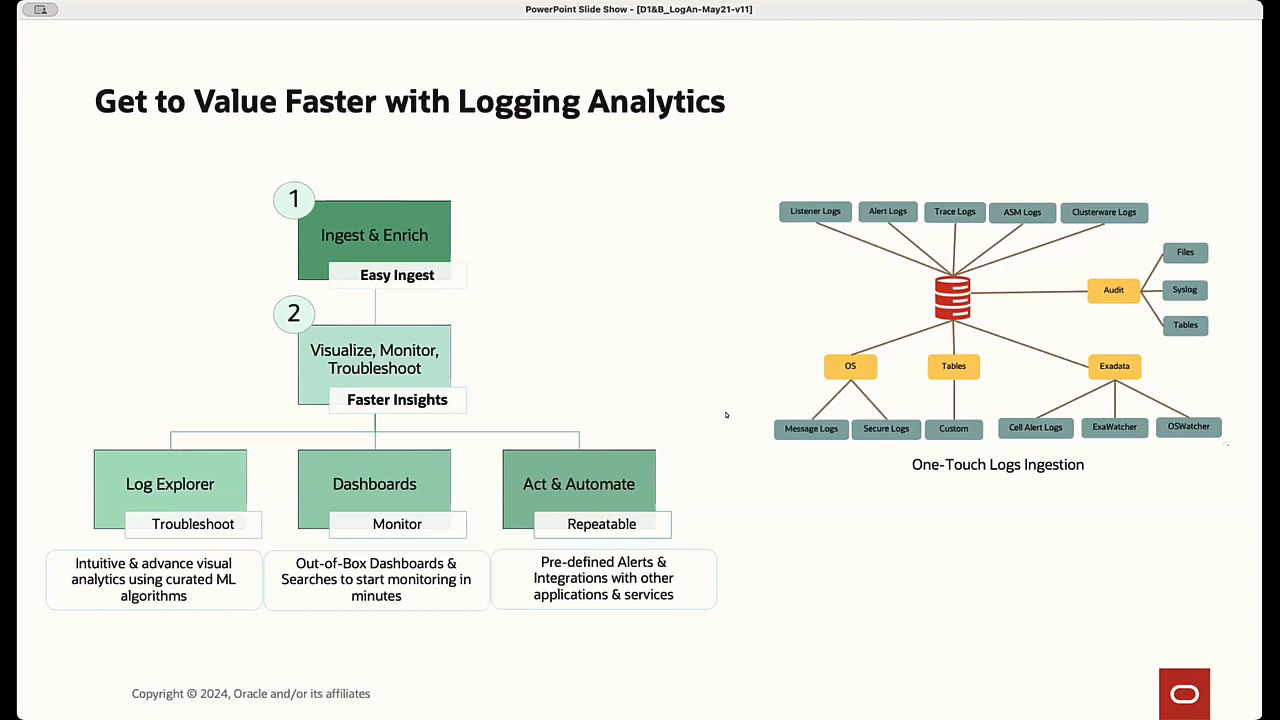 PowerPoint Slide Show - [D1&B_LogAn-May21-v11]
Get to Value Faster with Logging Analytics
1
Ingest & Enrich
Easy Ingest
2
Visualize, Monitor,
Troubleshoot
Faster Insights
Log Explorer
Troubleshoot
Intuitive & advance visual
analytics using curated ML
algorithms
Dashboards
Monitor
Out-of-Box Dashboards &
Searches to start monitoring in
minutes
Act & Automate
Repeatable
Pre-defined Alerts &
Integrations with other
applications & services
Listener Logs
Alert Logs
Trace Logs
ASM Logs
Clusterware Logs
Files
Audit
Syslog
Tables
OS
Tables
Exadata
Message Logs
Secure Logs
Custom
Cell Alert Logs
ExaWatcher
OSWatcher
One-Touch Logs Ingestion
Copyright © 2024, Oracle and/or its affiliates